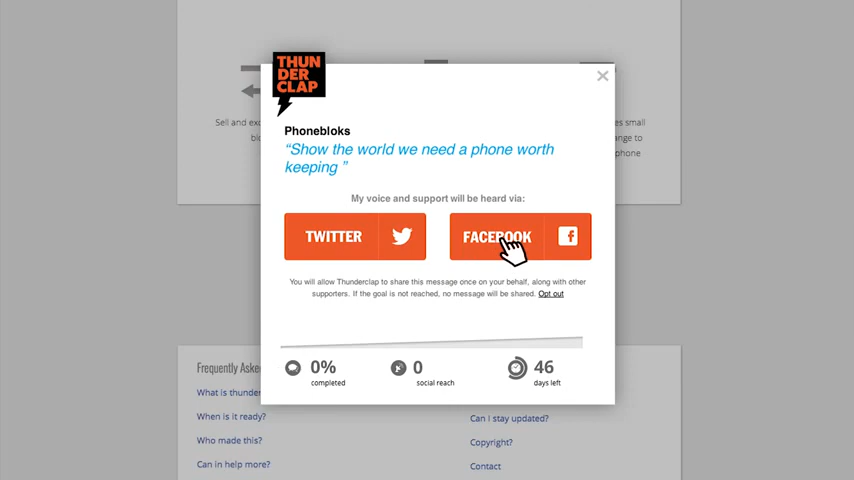 THUN
DER
CLAP
Phonebloks
“Show the world we need a phone worth
keeping ”
My voice and support will be heard via:
TWITTER
FACEBOOK
You will allow Thunderclap to share this message once on your behalf, along with other
supporters. If the goal is not reached, no message will be shared. Opt out
0%
completed
0
social reach
46
days left
Sell and exc
blo
es small
ange to
phone
Frequently Aske
What is thunder
When is it ready?
Who made this?
Can in help more?
Can I stay updated?
Copyright?
Contact